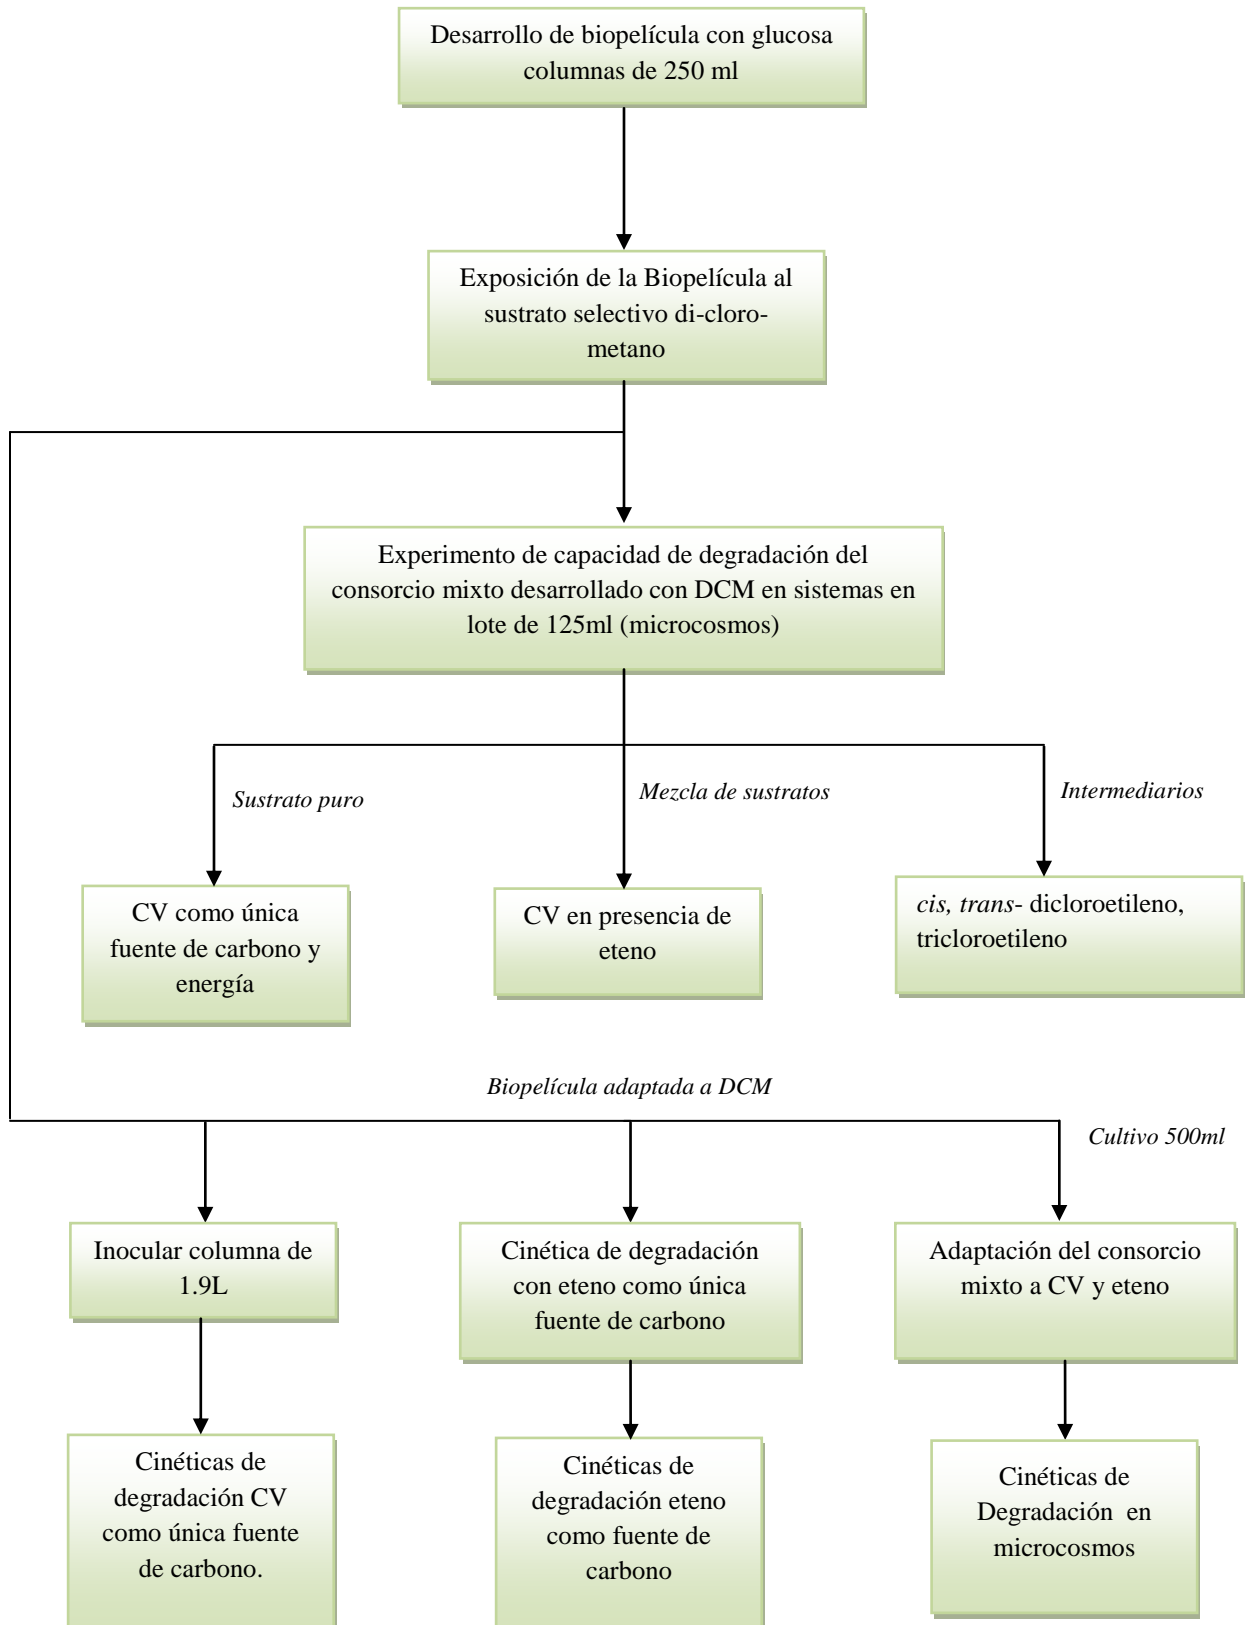 Desarrollo de biopelícula con glucosa
columnas de 250 ml
Exposición de la Biopelícula al
sustrato selectivo di-cloro-
metano
Experimento de capacidad de degradación del
consorcio mixto desarrollado con DCM en sistemas en
lote de 125ml (microcosmos)
Sustrato puro
Mezcla de sustratos
Intermediarios
CV como única
fuente de carbono y
energía
CV en presencia de
eteno
cis, trans- dicloroetileno,
tricloroetileno
Biopelícula adaptada a DCM
Cultivo 500ml
Inocular columna de
1.9L
Cinética de degradación
con eteno como única
fuente de carbono
Adaptación del consorcio
mixto a CV y eteno
Cinéticas de
degradación CV
como única fuente
de carbono.
Cinéticas de
degradación eteno
como fuente de
carbono
Cinéticas de
Degradación  en
microcosmos